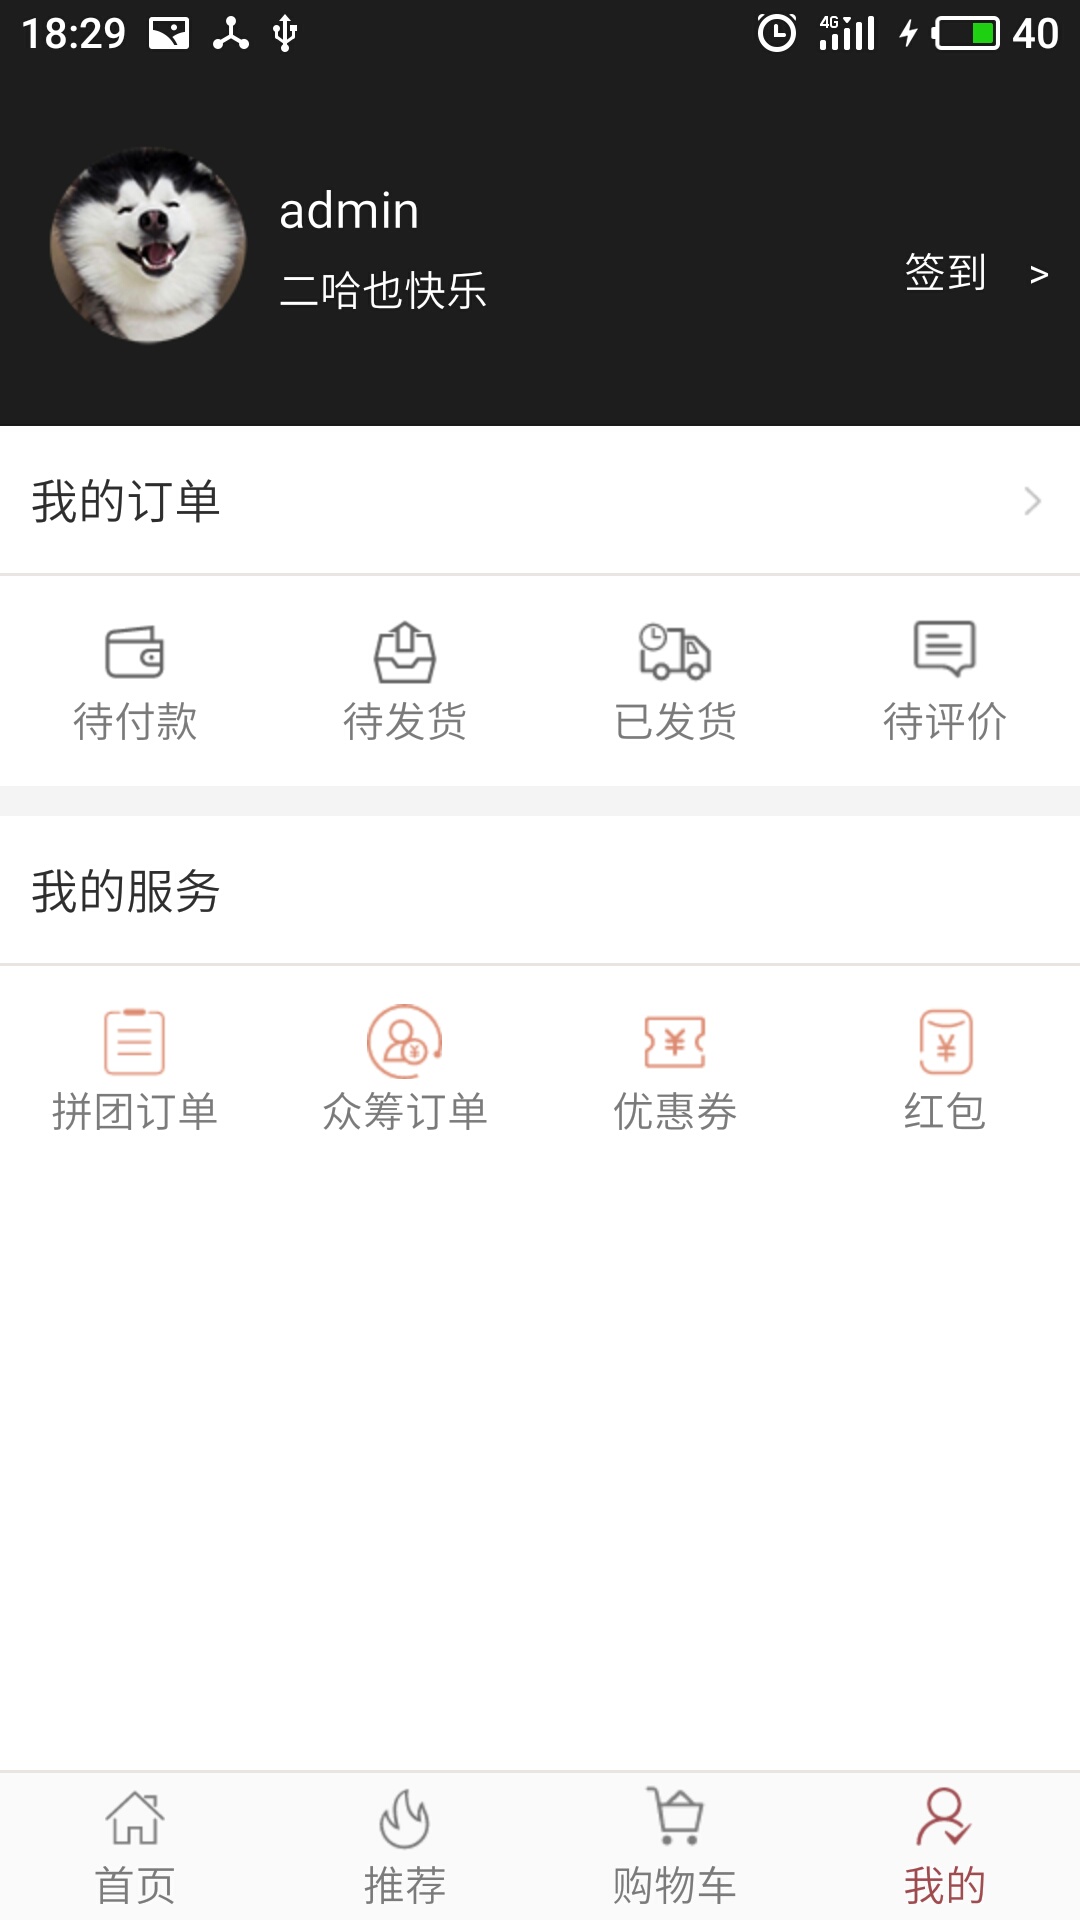 18:29 4G 40
admin
二哈也快乐
签到 >
我的订单
待付款 待发货 已发货 待评价
我的服务
拼团订单 众筹订单 优惠券 红包
首页 推荐 购物车 我的